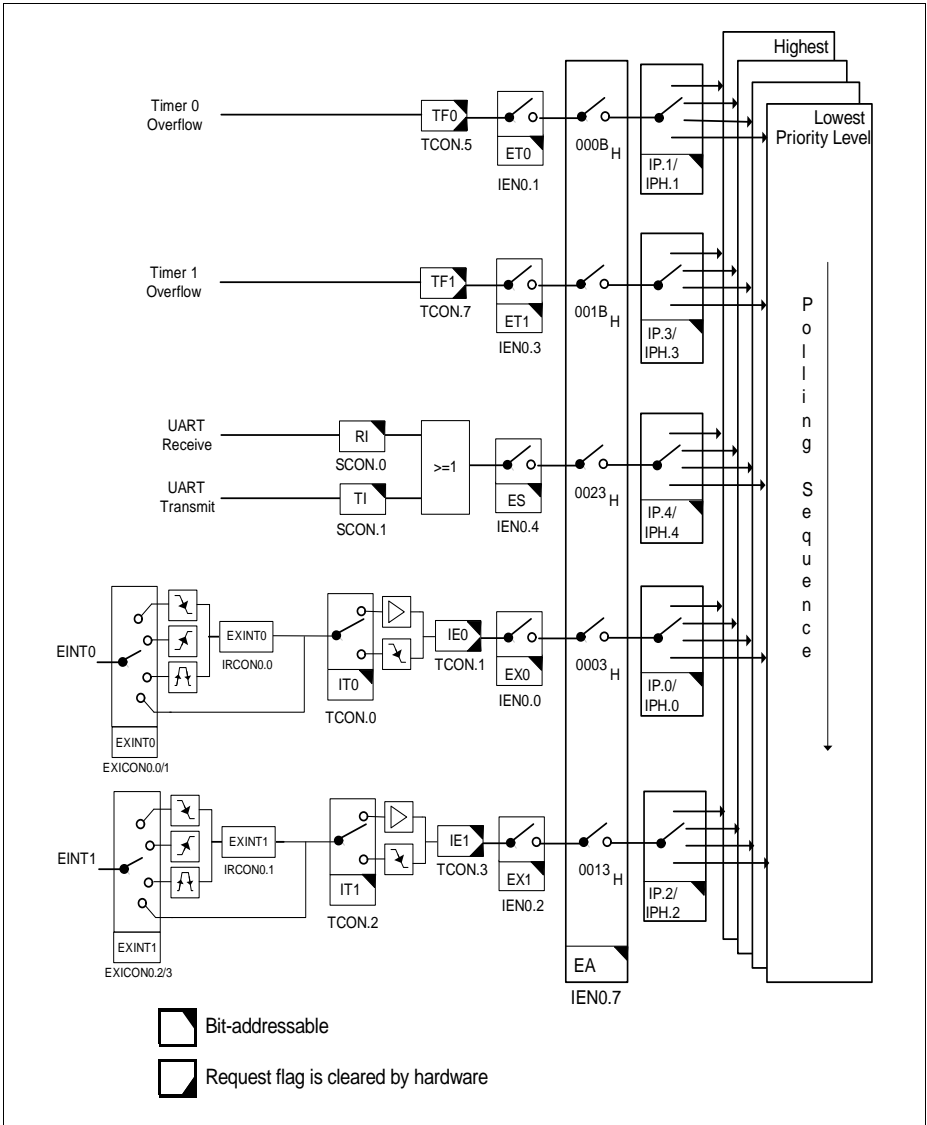 Highest
Lowest
Priority Level
Timer 0
Overflow
TF0
TCON.5
ET0
IEN0.1
000B H
IP.1/
IPH.1
Timer 1
Overflow
TF1
TCON.7
ET1
IEN0.3
001B H
IP.3/
IPH.3
Polling Sequence
UART
Receive
RI
SCON.0
UART
Transmit
TI
SCON.1
>=1
ES
IEN0.4
0023 H
IP.4/
IPH.4
EINT0
EXINT0
EXICON0.0/1
EXINT0
IRCON0.0
IT0
TCON.0
IE0
TCON.1
EX0
IEN0.0
0003 H
IP.0/
IPH.0
EINT1
EXINT1
EXICON0.2/3
EXINT1
IRCON0.1
IT1
TCON.2
IE1
TCON.3
EX1
IEN0.2
0013 H
IP.2/
IPH.2
EA
IEN0.7
Bit-addressable
Request flag is cleared by hardware